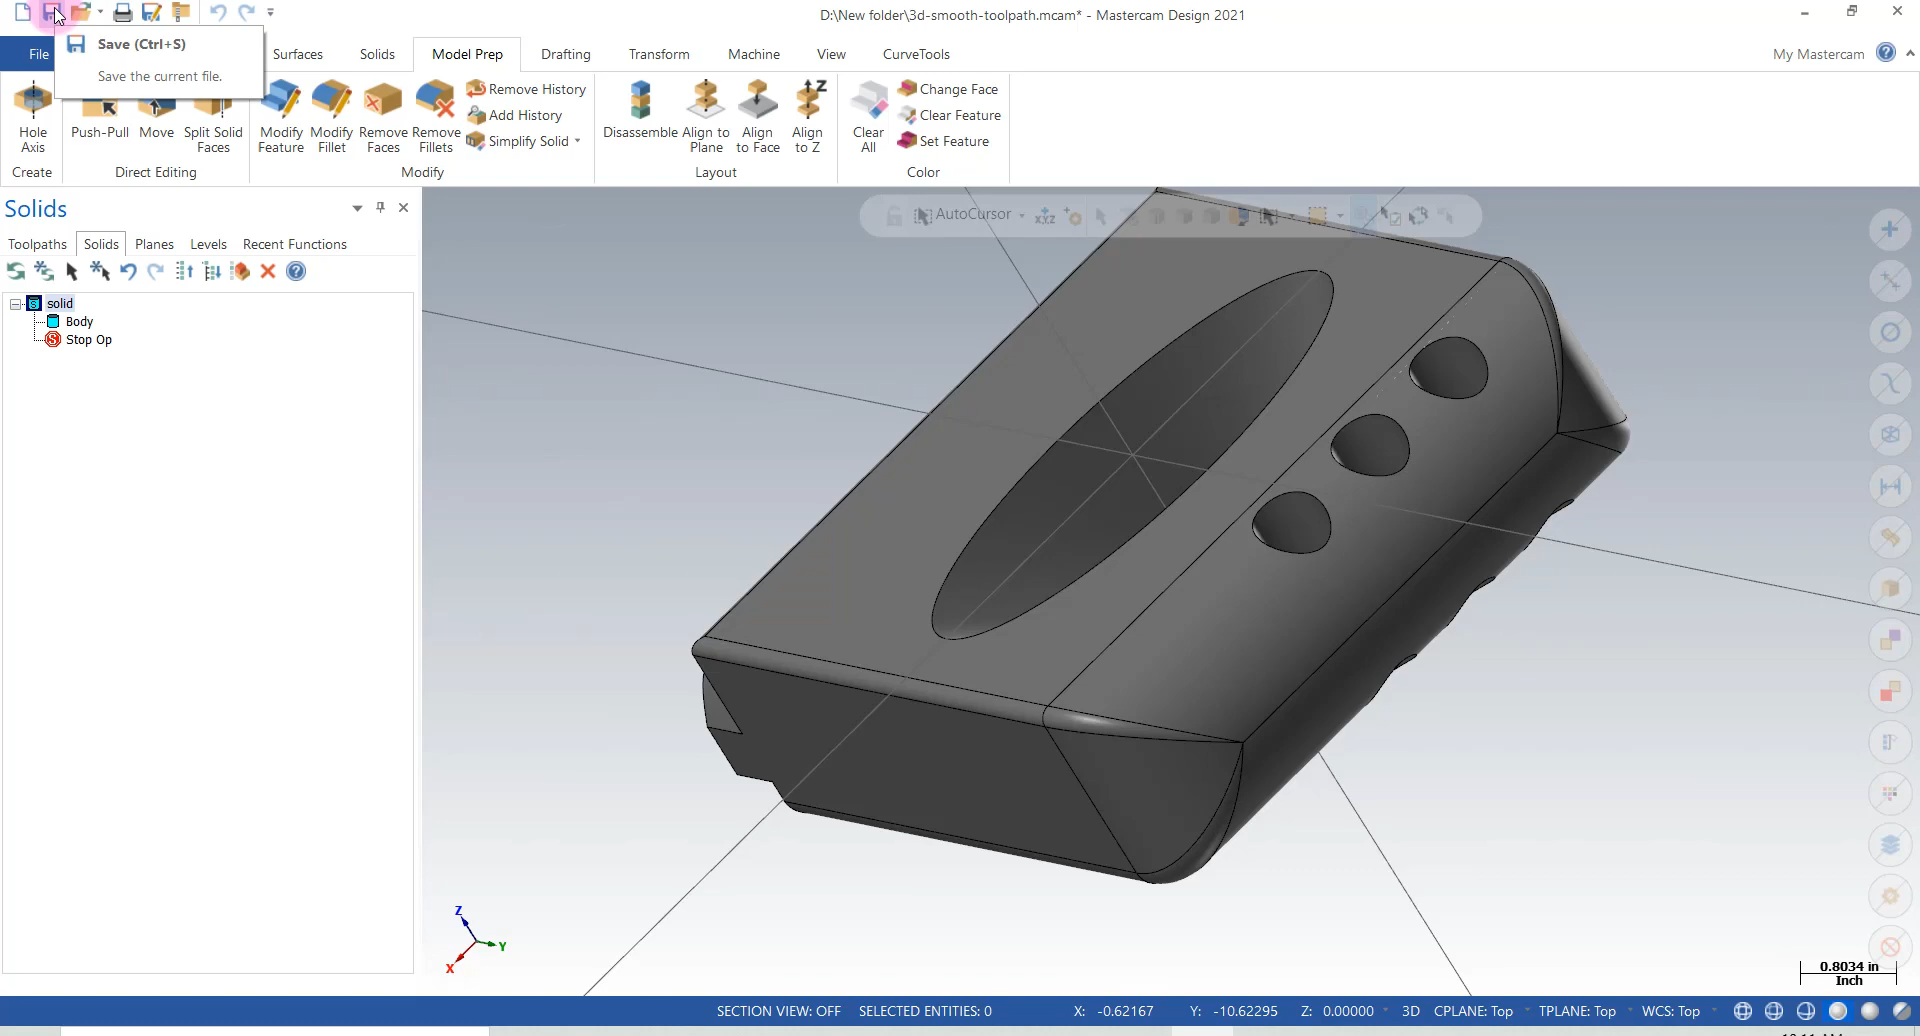 D:\New folder\3d-smooth-toolpath.mcam* - Mastercam Design 2021
Save (Ctrl+S)
Save the current file.
File
Surfaces
Solids
Model Prep
Drafting
Transform
Machine
View
CurveTools
My Mastercam
Hole Axis
Push-Pull
Move
Split Solid Faces
Modify Feature
Modify Fillet
Remove Faces
Remove Fillets
Remove History
Add History
Simplify Solid
Disassemble
Align to Plane
Align to Face
Align to Z
Clear All
Change Face
Clear Feature
Set Feature
Create
Direct Editing
Modify
Layout
Color
Solids
Toolpaths
Solids
Planes
Levels
Recent Functions
solid
Body
Stop Op
AutoCursor
XYZ
Z
Y
X
0.8034 in
Inch
SECTION VIEW: OFF
SELECTED ENTITIES: 0
X: -0.62167
Y: -10.62295
Z: 0.00000
3D
CPLANE: Top
TPLANE: Top
WCS: Top